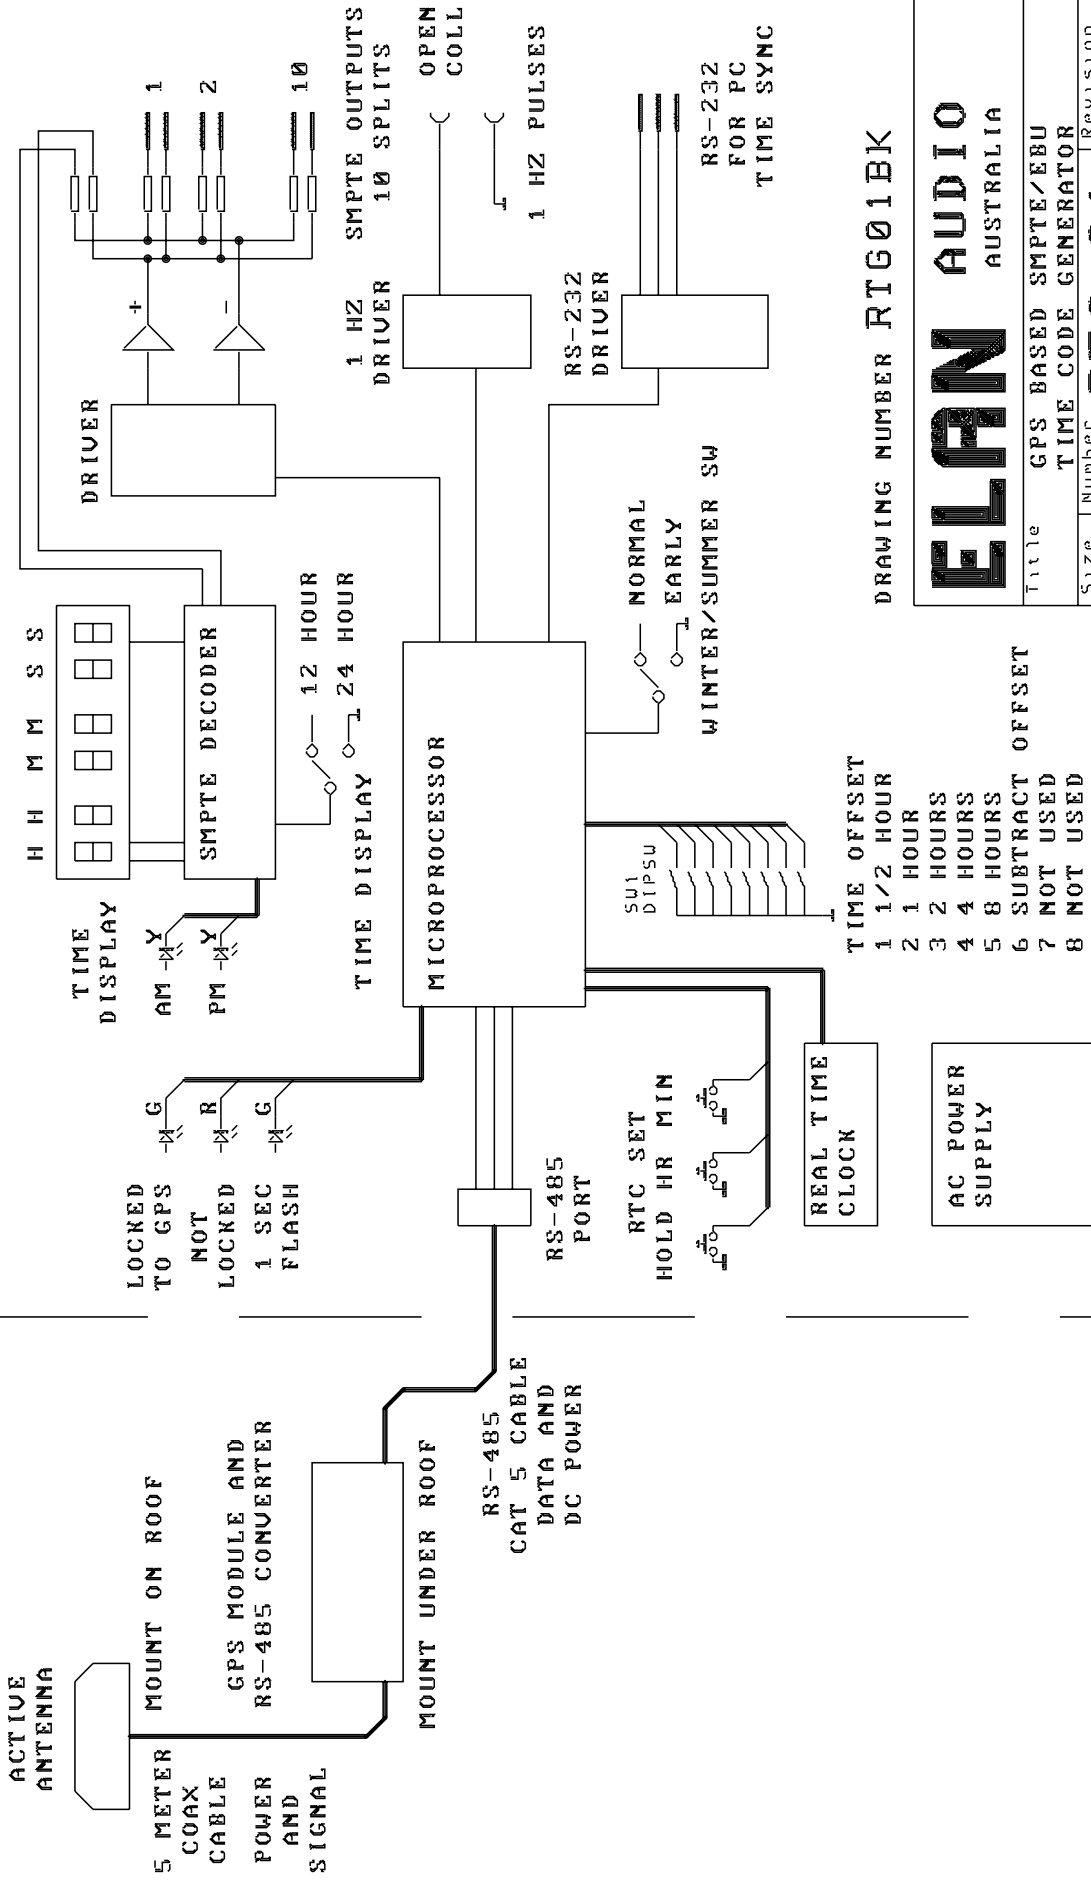 ACTIVE
ANTENNA
MOUNT ON ROOF
5 METER
COAX
CABLE
POWER
AND
SIGNAL
GPS MODULE AND
RS-485 CONVERTER
MOUNT UNDER ROOF
RS-485
CAT 5 CABLE
DATA AND
DC POWER
LOCKED
TO GPS
G
NOT
LOCKED
R
1 SEC
FLASH
G
RS-485
PORT
RTC SET
HOLD HR MIN
REAL TIME
CLOCK
AC POWER
SUPPLY
TIME
DISPLAY
AM
Y
PM
Y
H H M M S S
SMPTE DECODER
12 HOUR
24 HOUR
TIME DISPLAY
MICROPROCESSOR
SW1
DIPSW
TIME OFFSET
1 1/2 HOUR
2 1 HOUR
3 2 HOURS
4 4 HOURS
5 8 HOURS
6 SUBTRACT OFFSET
7 NOT USED
8 NOT USED
NORMAL
EARLY
WINTER/SUMMER SW
DRIVER
+
-
1
2
10
SMPTE OUTPUTS
10 SPLITS
1 HZ
DRIVER
OPEN
COLL
1 HZ PULSES
RS-232
DRIVER
RS-232
FOR PC
TIME SYNC
DRAWING NUMBER RTG01BK
ELAN AUDIO
AUSTRALIA
Title
GPS BASED SMPTE/EBU
TIME CODE GENERATOR
Size Number Revision